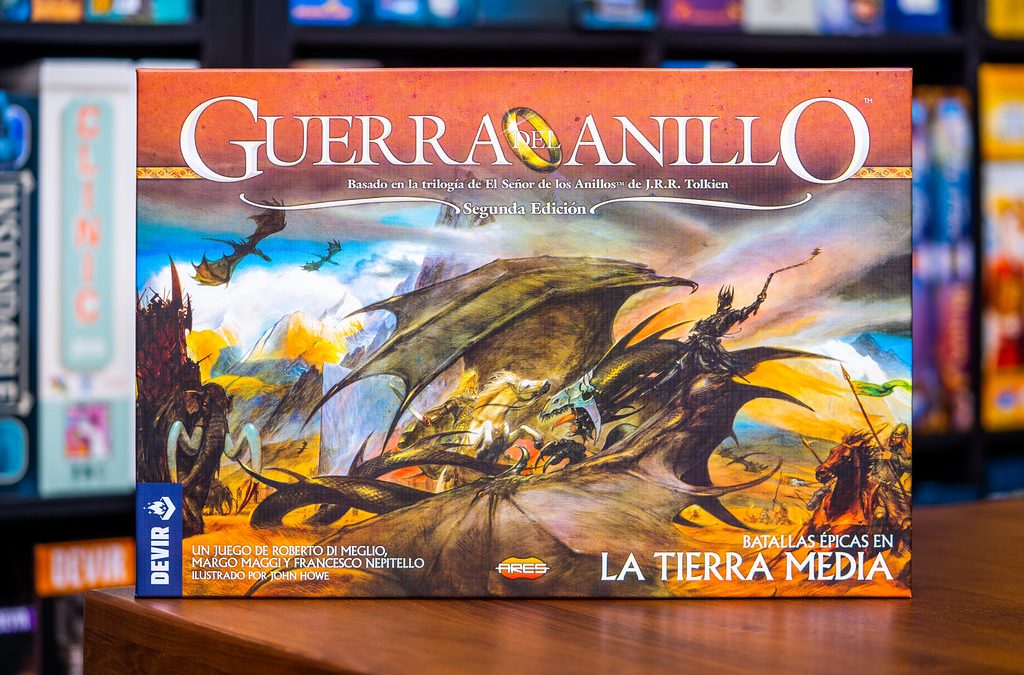 GUERRA DEL ANILLO™
Basado en la trilogía de El Señor de los Anillos™ de J.R.R. Tolkien
Segunda Edición
CLINIC
DEVIR
UN JUEGO DE ROBERTO DI MEGLIO,
MARCO MAGGI Y FRANCESCO NEPITELLO
ILUSTRADO POR JOHN HOWE
ARES
BATALLAS ÉPICAS EN
LA TIERRA MEDIA
DEVIR